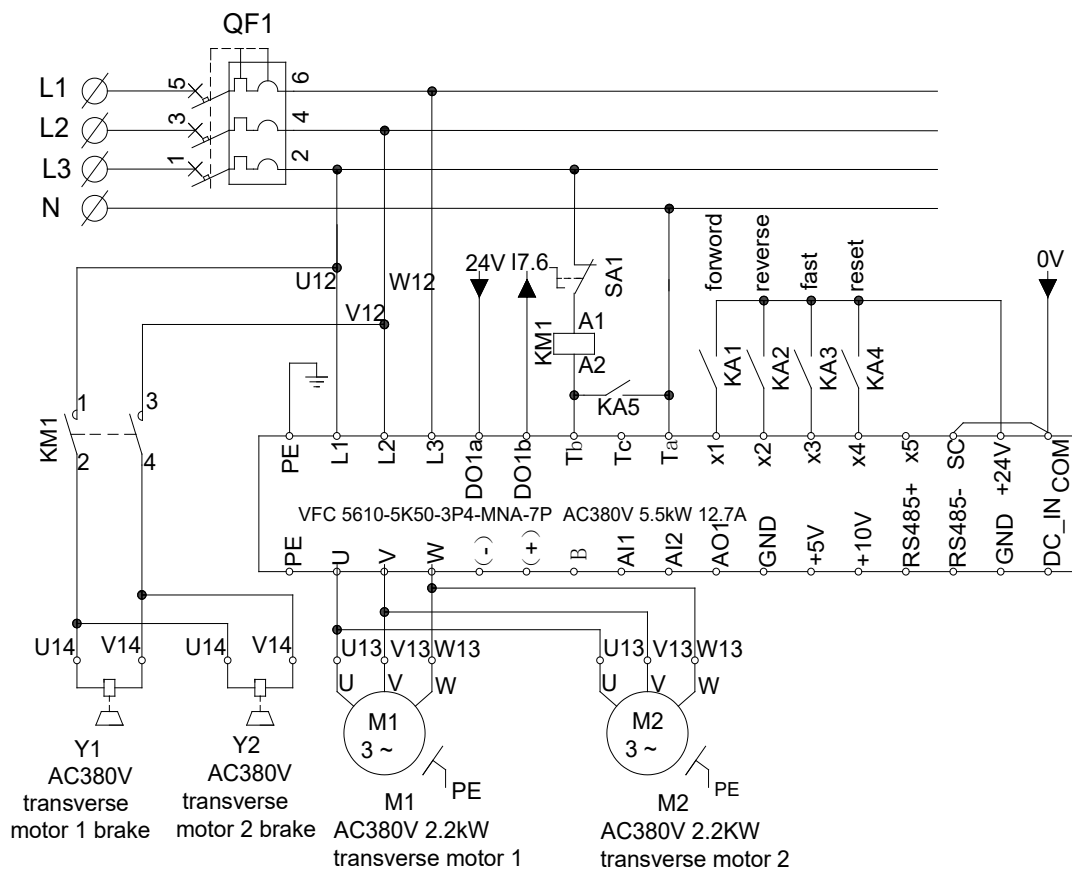 QF1
L1
5
6
L2
3
4
L3
1
2
N
forword
reverse
fast
reset
24V
I7.6
0V
U12
W12
V12
SA1
KM1
A1
A2
KA1
KA2
KA3
KA4
KA5
1
3
KM1
2
4
PE
L1
L2
L3
DO1a
DO1b
Tb
Tc
Ta
x1
x2
x3
x4
x5
SC
+24V
COM
VFC 5610-5K50-3P4-MNA-7P AC380V 5.5kW 12.7A
PE
U
V
W
(-)
(+)
B
AI1
AI2
AO1
GND
+5V
+10V
RS485+
RS485-
GND
DC_IN
U14
V14
U14
V14
U13
V13
W13
U13
V13
W13
U
V
W
U
V
W
M1
3 ~
M2
3 ~
PE
PE
Y1
AC380V
transverse
motor 1 brake
Y2
AC380V
transverse
motor 2 brake
M1
AC380V 2.2kW
transverse motor 1
M2
AC380V 2.2KW
transverse motor 2